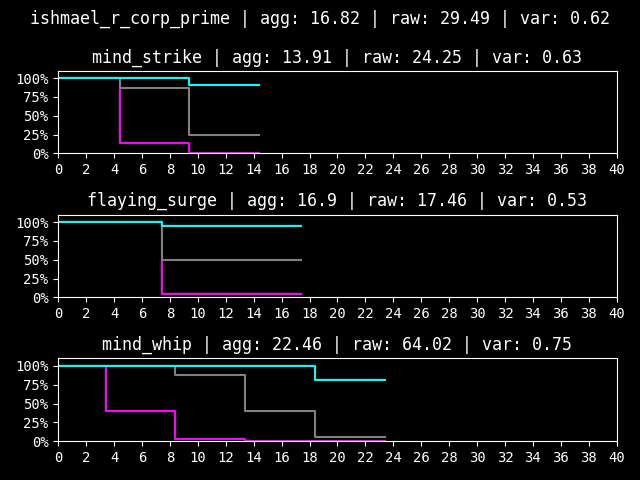 ishmael_r_corp_prime | agg: 16.82 | raw: 29.49 | var: 0.62
mind_strike | agg: 13.91 | raw: 24.25 | var: 0.63
100%
75%
50%
25%
0%
0 2 4 6 8 10 12 14 16 18 20 22 24 26 28 30 32 34 36 38 40
flaying_surge | agg: 16.9 | raw: 17.46 | var: 0.53
100%
75%
50%
25%
0%
0 2 4 6 8 10 12 14 16 18 20 22 24 26 28 30 32 34 36 38 40
mind_whip | agg: 22.46 | raw: 64.02 | var: 0.75
100%
75%
50%
25%
0%
0 2 4 6 8 10 12 14 16 18 20 22 24 26 28 30 32 34 36 38 40